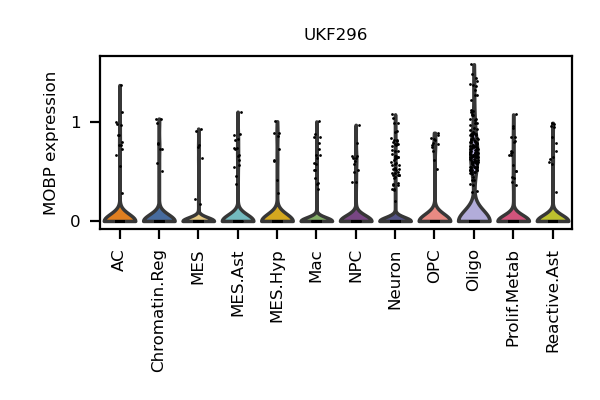 UKF296
MOBP expression
1
0
AC
Chromatin.Reg
MES
MES.Ast
MES.Hyp
Mac
NPC
Neuron
OPC
Oligo
Prolif.Metab
Reactive.Ast